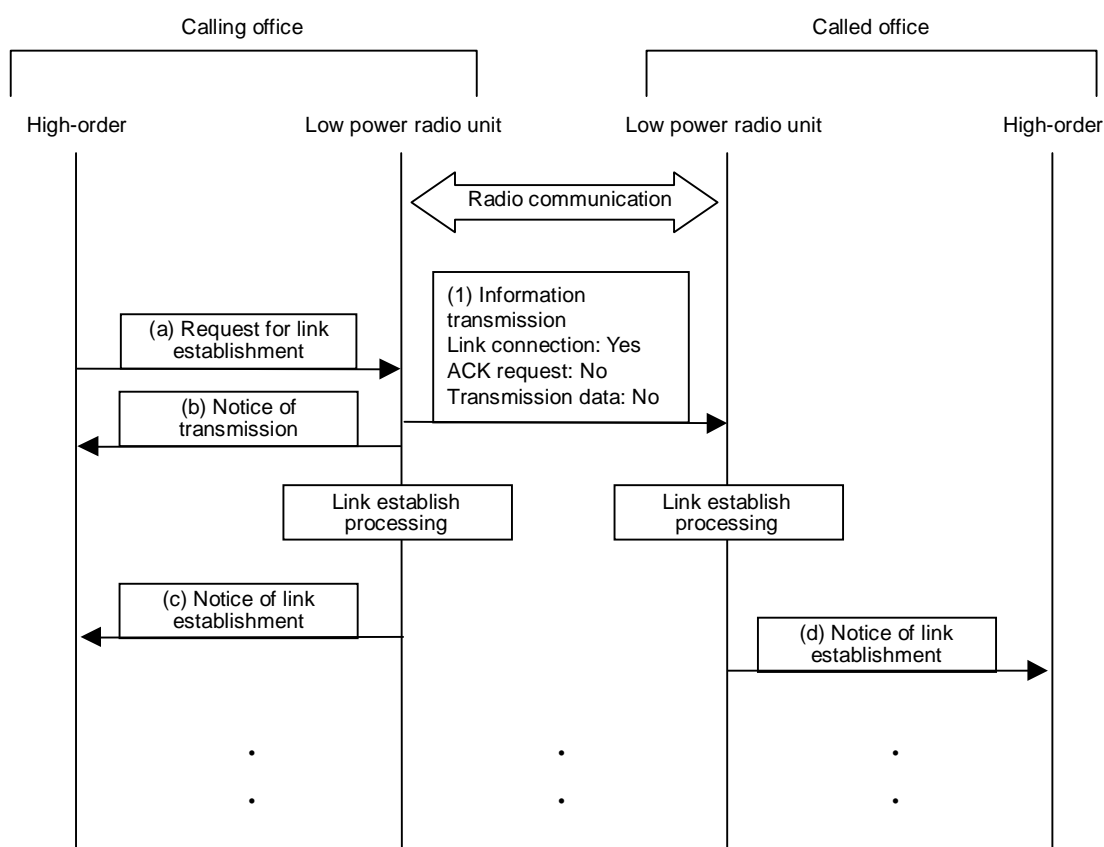 Calling office
Called office
High-order
Low power radio unit
Low power radio unit
High-order
Radio communication
(1) Information
transmission
Link connection: Yes
ACK request: No
Transmission data: No
(a) Request for link
establishment
(b) Notice of
transmission
Link establish
processing
Link establish
processing
(c) Notice of link
establishment
(d) Notice of link
establishment